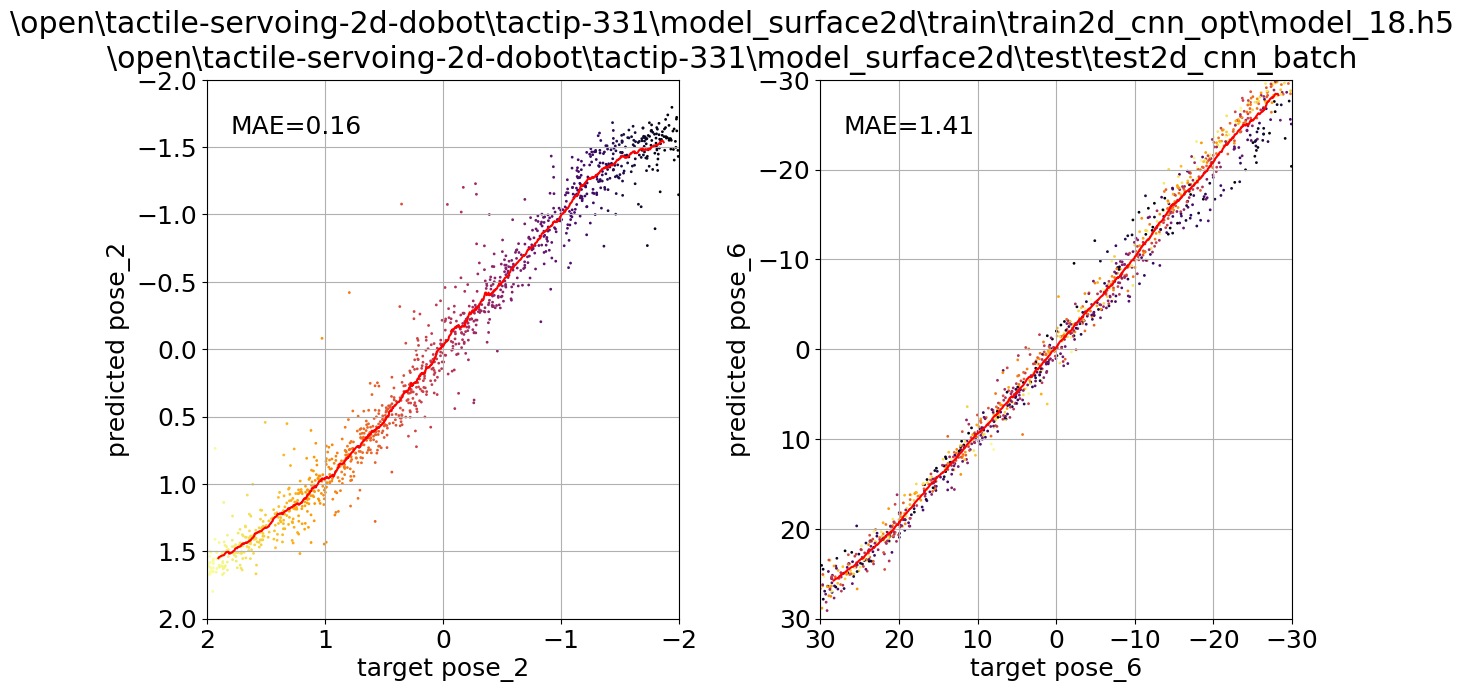 \open\tactile-servoing-2d-dobot\tactip-331\model_surface2d\train\train2d_cnn_opt\model_18.h5
\open\tactile-servoing-2d-dobot\tactip-331\model_surface2d\test\test2d_cnn_batch
MAE=0.16
−2.0
−1.5
−1.0
−0.5
0.0
0.5
1.0
1.5
2.0
predicted pose_2
2 1 0 −1 −2
target pose_2
MAE=1.41
−30
−20
−10
0
10
20
30
predicted pose_6
30 20 10 0 −10 −20 −30
target pose_6